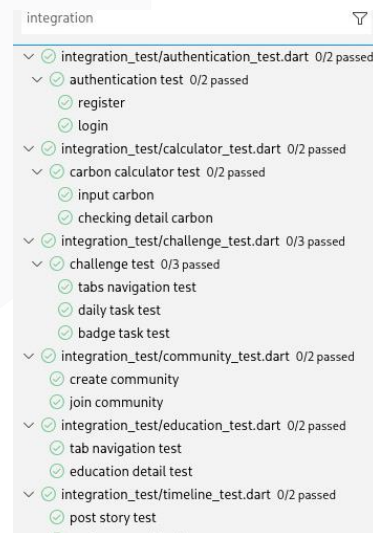 integration
integration_test/authentication_test.dart 0/2 passed
authentication test 0/2 passed
register
login
integration_test/calculator_test.dart 0/2 passed
carbon calculator test 0/2 passed
input carbon
checking detail carbon
integration_test/challenge_test.dart 0/3 passed
challenge test 0/3 passed
tabs navigation test
daily task test
badge task test
integration_test/community_test.dart 0/2 passed
create community
join community
integration_test/education_test.dart 0/2 passed
tab navigation test
education detail test
integration_test/timeline_test.dart 0/2 passed
post story test